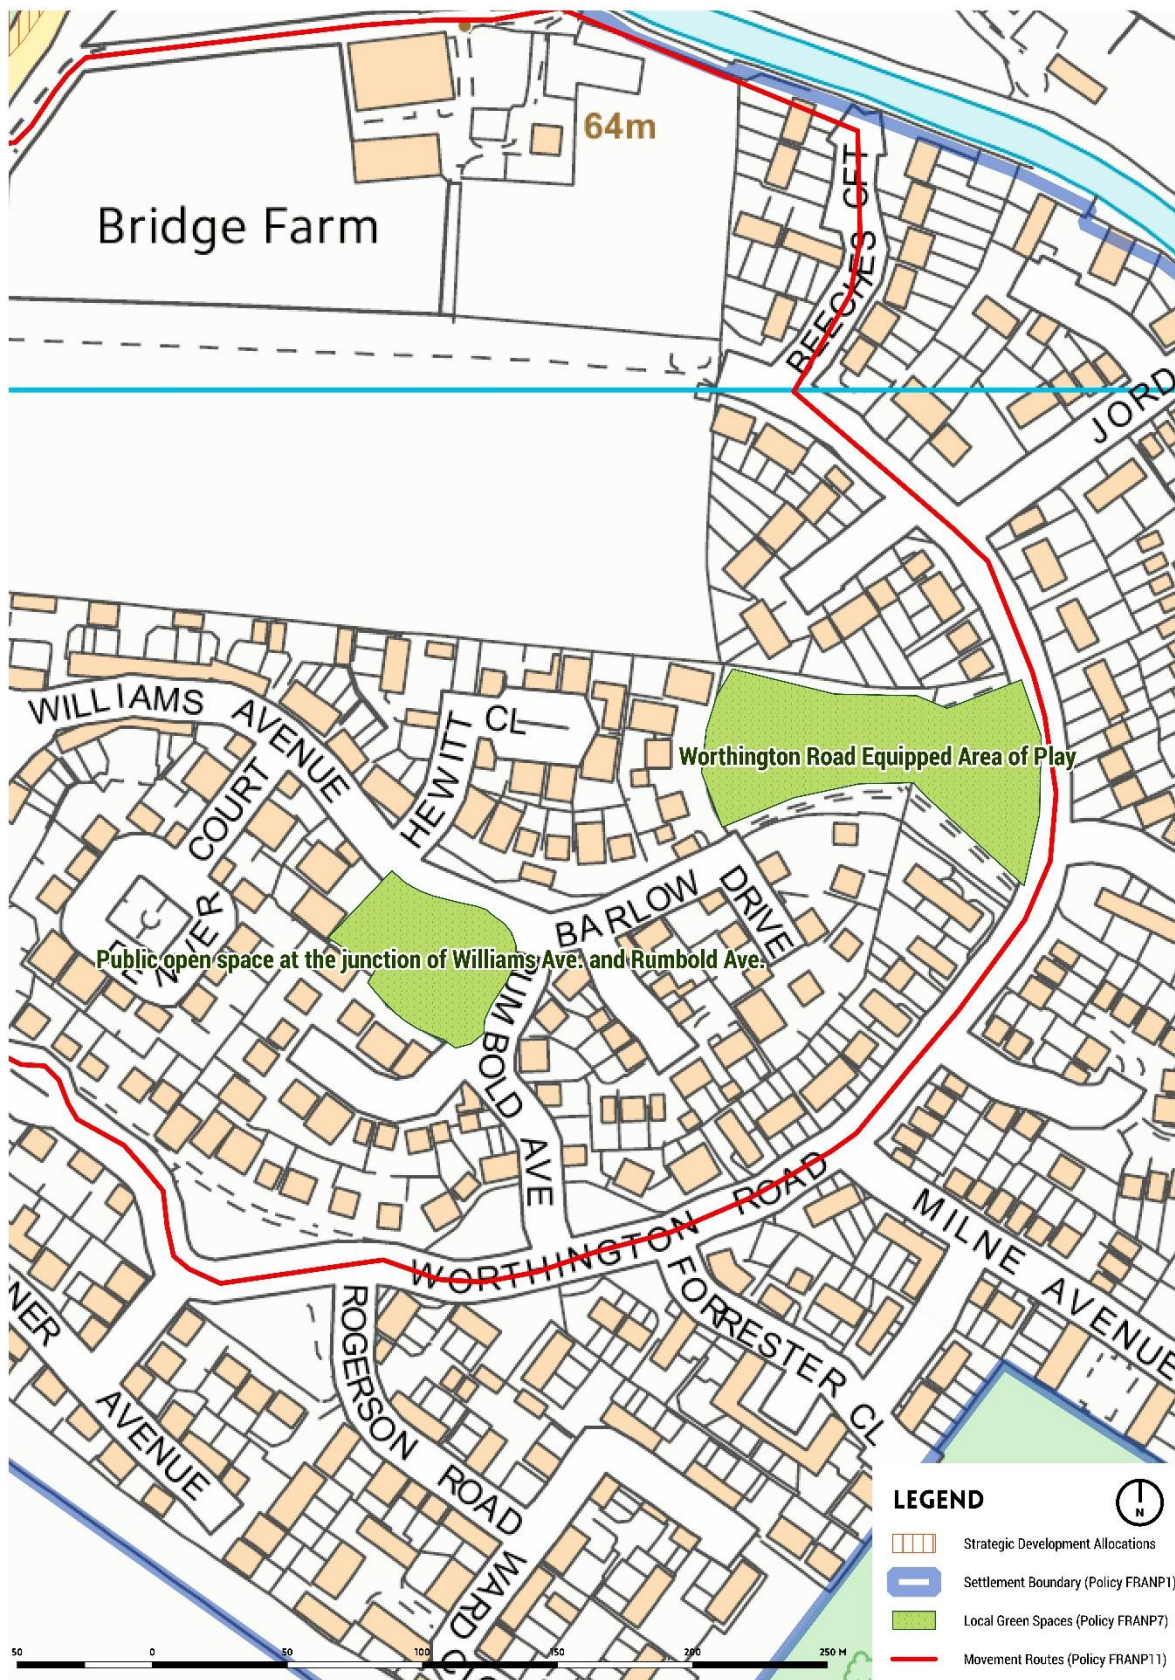 64m
Bridge Farm
BEECHES CFT
JORD
WILLIAMS AVENUE
HEWITT CL
COURT
Worthington Road Equipped Area of Play
BARLOW DRIVE
Public open space at the junction of Williams Ave. and Rumbold Ave.
UMBOLD AVE
WORTHINGTON ROAD
MILNE AVENUE
FORRESTER CL
ROGERSON ROAD
NER AVENUE
WARD
LEGEND
N
Strategic Development Allocations
Settlement Boundary (Policy FRANP1)
Local Green Spaces (Policy FRANP7)
Movement Routes (Policy FRANP11)
50 0 50 100 150 200 250 M